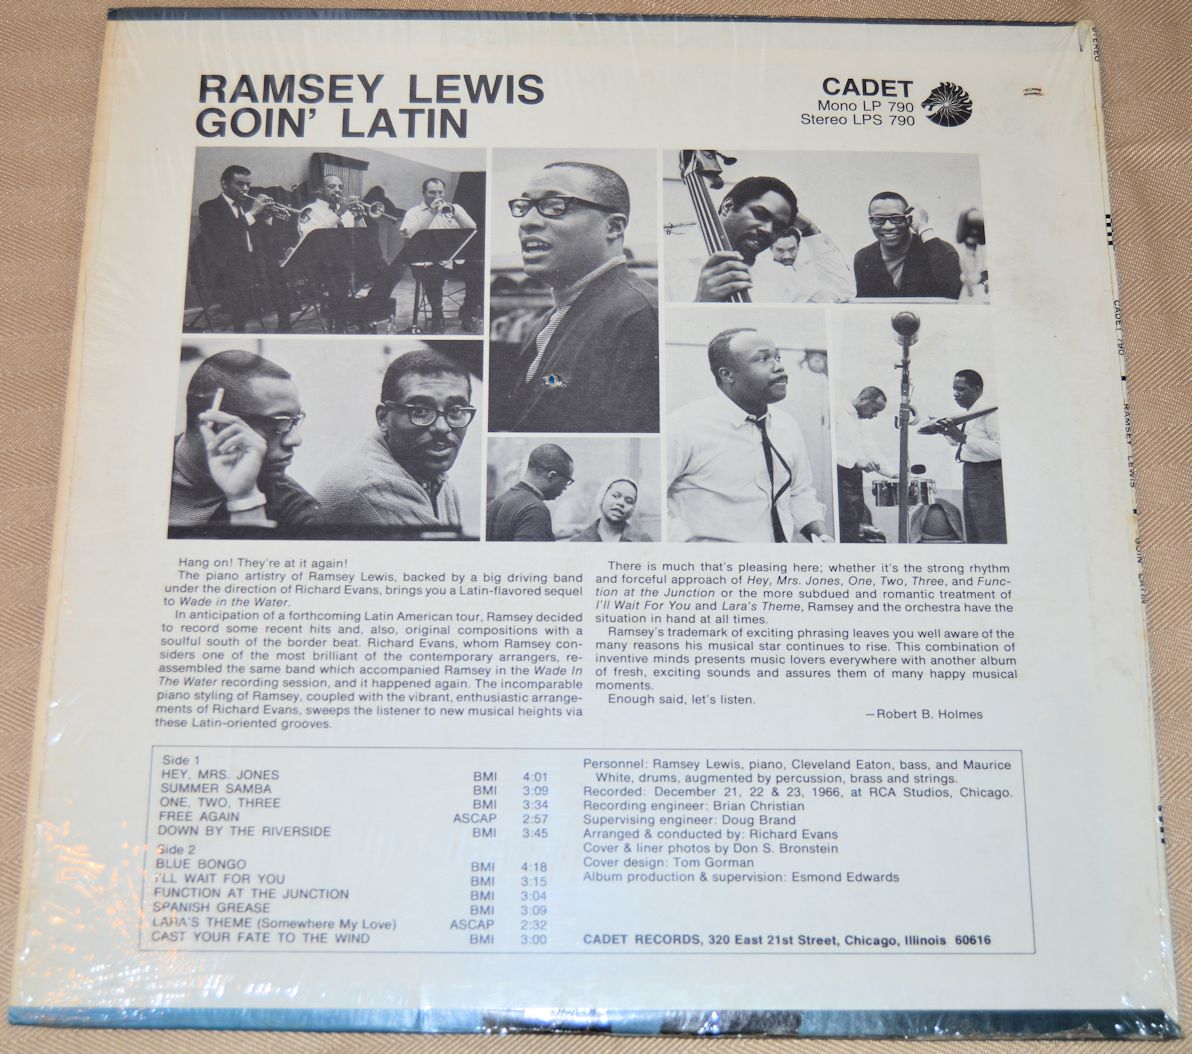 RAMSEY LEWIS
GOIN' LATIN
CADET
Mono LP 790
Stereo LPS 790
Hang on! They're at it again!
The piano artistry of Ramsey Lewis, backed by a big driving band
under the direction of Richard Evans, brings you a Latin-flavored sequel
to Wade in the Water.
In anticipation of a forthcoming Latin American tour, Ramsey decided
to record some recent hits and, also, original compositions with a
soulful south of the border beat. Richard Evans, whom Ramsey con-
siders one of the most brilliant of the contemporary arrangers, re-
assembled the same band which accompanied Ramsey in the Wade In
The Water recording session, and it happened again. The incomparable
piano styling of Ramsey, coupled with the vibrant, enthusiastic arrange-
ments of Richard Evans, sweeps the listener to new musical heights via
these Latin-oriented grooves.
There is much that's pleasing here; whether it's the strong rhythm
and forceful approach of Hey, Mrs. Jones, One, Two, Three, and Func-
tion at the Junction or the more subdued and romantic treatment of
I'll Wait For You and Lara's Theme, Ramsey and the orchestra have the
situation in hand at all times.
Ramsey's trademark of exciting phrasing leaves you well aware of the
many reasons his musical star continues to rise. This combination of
inventive minds presents music lovers everywhere with another album
of fresh, exciting sounds and assures them of many happy musical
moments.
Enough said, let's listen.
—Robert B. Holmes
Side 1
HEY, MRS. JONES BMI 4:01
SUMMER SAMBA BMI 3:09
ONE, TWO, THREE BMI 3:34
FREE AGAIN ASCAP 2:57
DOWN BY THE RIVERSIDE BMI 3:45
Side 2
BLUE BONGO BMI 4:18
I'LL WAIT FOR YOU BMI 3:15
FUNCTION AT THE JUNCTION BMI 3:04
SPANISH GREASE BMI 3:09
LARA'S THEME (Somewhere My Love) ASCAP 2:32
CAST YOUR FATE TO THE WIND BMI 3:00
Personnel: Ramsey Lewis, piano, Cleveland Eaton, bass, and Maurice
White, drums, augmented by percussion, brass and strings.
Recorded: December 21, 22 & 23, 1966, at RCA Studios, Chicago.
Recording engineer: Brian Christian
Supervising engineer: Doug Brand
Arranged & conducted by: Richard Evans
Cover & liner photos by Don S. Bronstein
Cover design: Tom Gorman
Album production & supervision: Esmond Edwards
CADET RECORDS, 320 East 21st Street, Chicago, Illinois 60616
STEREO
CADET 790
RAMSEY LEWIS
GOIN' LATIN